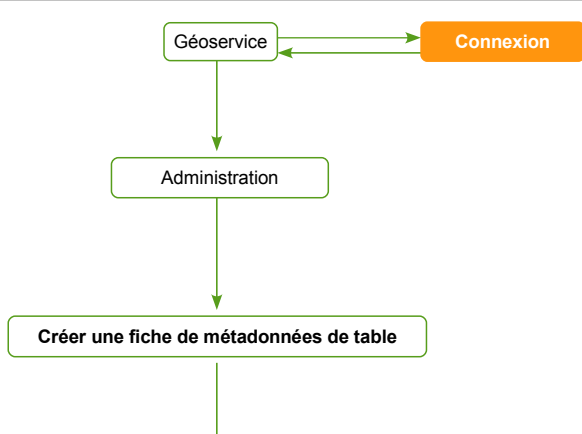 Géoservice
Connexion
Administration
Créer une fiche de métadonnées de table